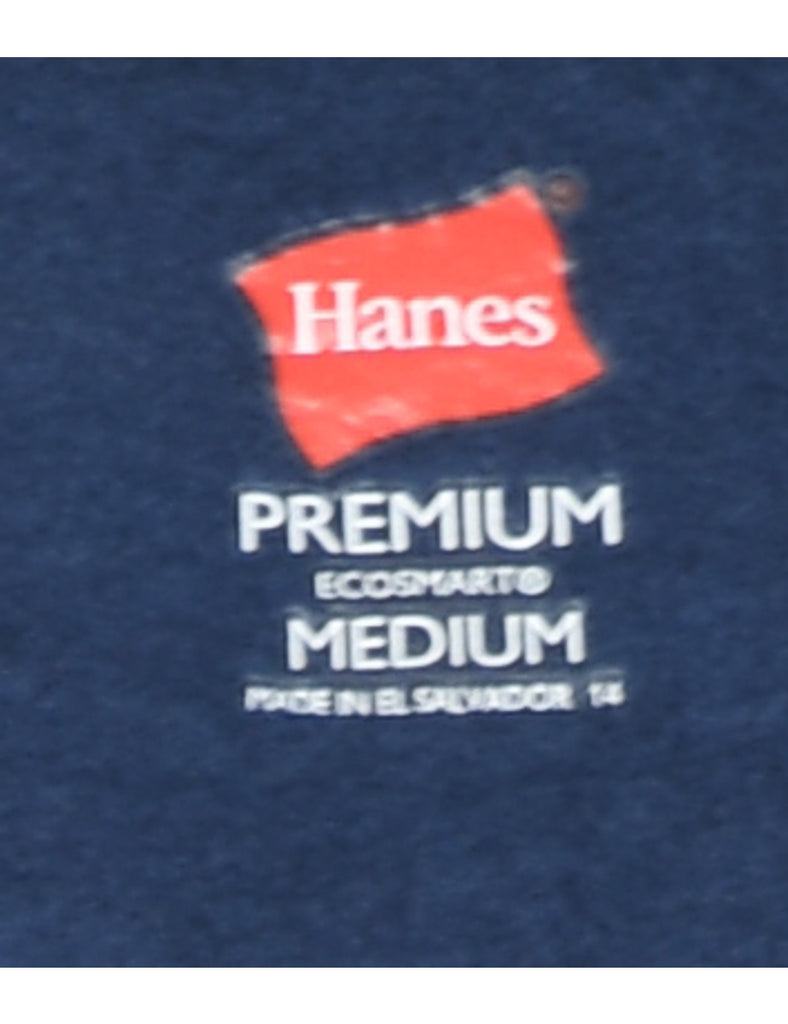 Hanes
PREMIUM
ECOSMART®
MEDIUM
MADE IN EL SALVADOR 14